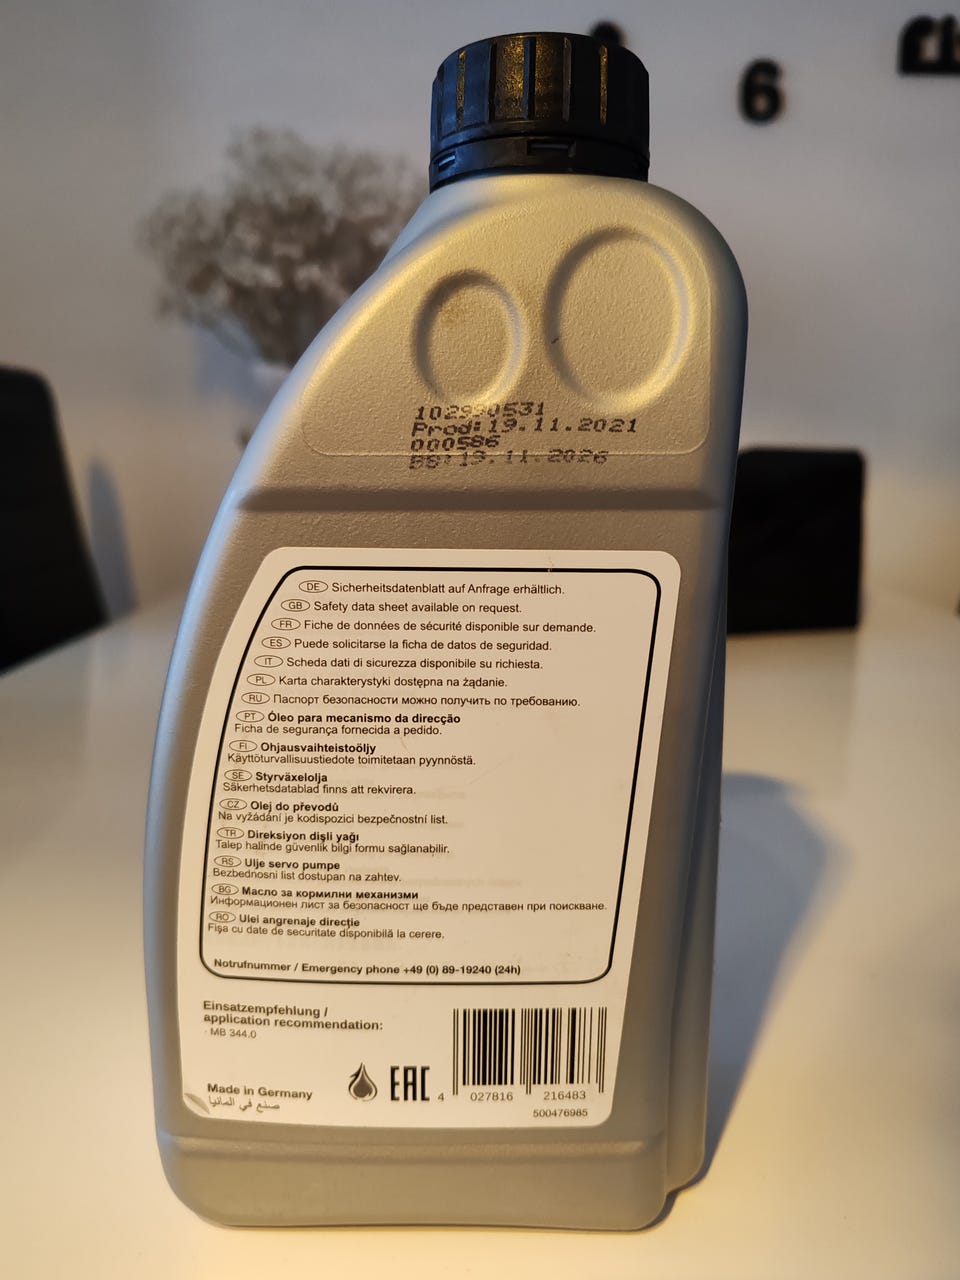 6
102990531
Prod:19.11.2021
000586
BB:19.11.2026
DE Sicherheitsdatenblatt auf Anfrage erhältlich.
GB Safety data sheet available on request.
FR Fiche de données de sécurité disponible sur demande.
ES Puede solicitarse la ficha de datos de seguridad.
IT Scheda dati di sicurezza disponibile su richiesta.
PL Karta charakterystyki dostępna na żądanie.
RU Паспорт безопасности можно получить по требованию.
PT Óleo para mecanismo da direcção
Ficha de segurança fornecida a pedido.
FI Ohjausvaihteistoöljy
Käyttöturvallisuustiedote toimitetaan pyynnöstä.
SE Styrväxelolja
Säkerhetsdatablad finns att rekvirera.
CZ Olej do převodů
Na vyžádání je kodispozici bezpečnostní list.
TR Direksiyon dişli yağı
Talep halinde güvenlik bilgi formu sağlanabilir.
RS Ulje servo pumpe
Bezbednosni list dostupan na zahtev.
BG Масло за кормилни механизми
Информационен лист за безопасност ще бъде представен при поискване.
RO Ulei angrenaje direcție
Fișa cu date de securitate disponibilă la cerere.
Notrufnummer / Emergency phone +49 (0) 89-19240 (24h)
Einsatzempfehlung /
application recommendation:
· MB 344.0
Made in Germany
صنع في المانيا
EAC
4 027816 216483
500476985